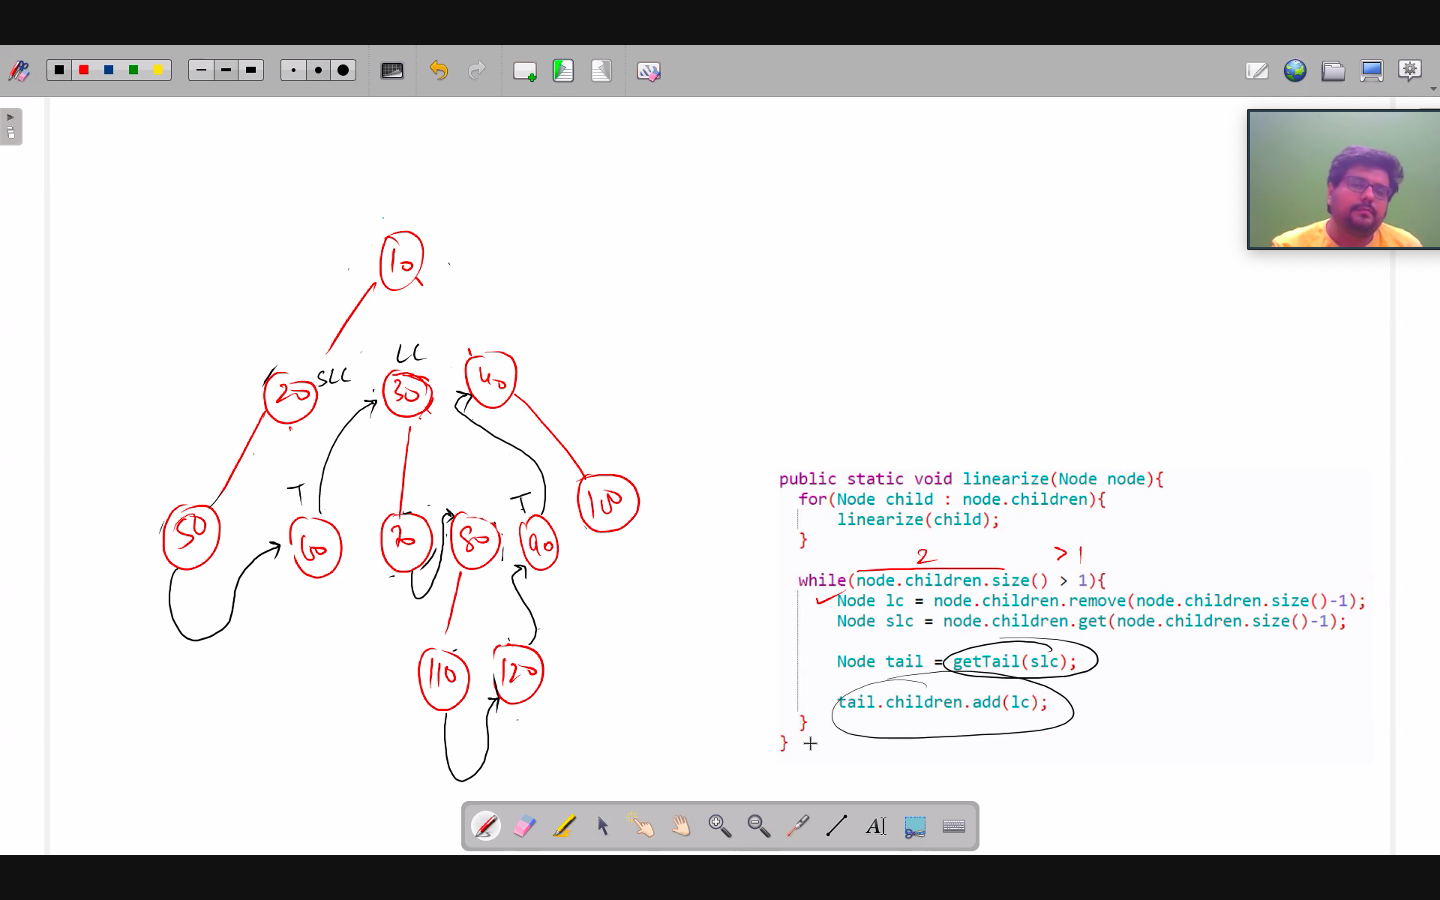 10
LC
20 SLC 30 40
T T
50 60 70 80 90 100
110 120
public static void linearize(Node node){
for(Node child : node.children){
linearize(child);
}
2 > 1
while(node.children.size() > 1){
Node lc = node.children.remove(node.children.size()-1);
Node slc = node.children.get(node.children.size()-1);
Node tail = getTail(slc);
tail.children.add(lc);
}
}
A